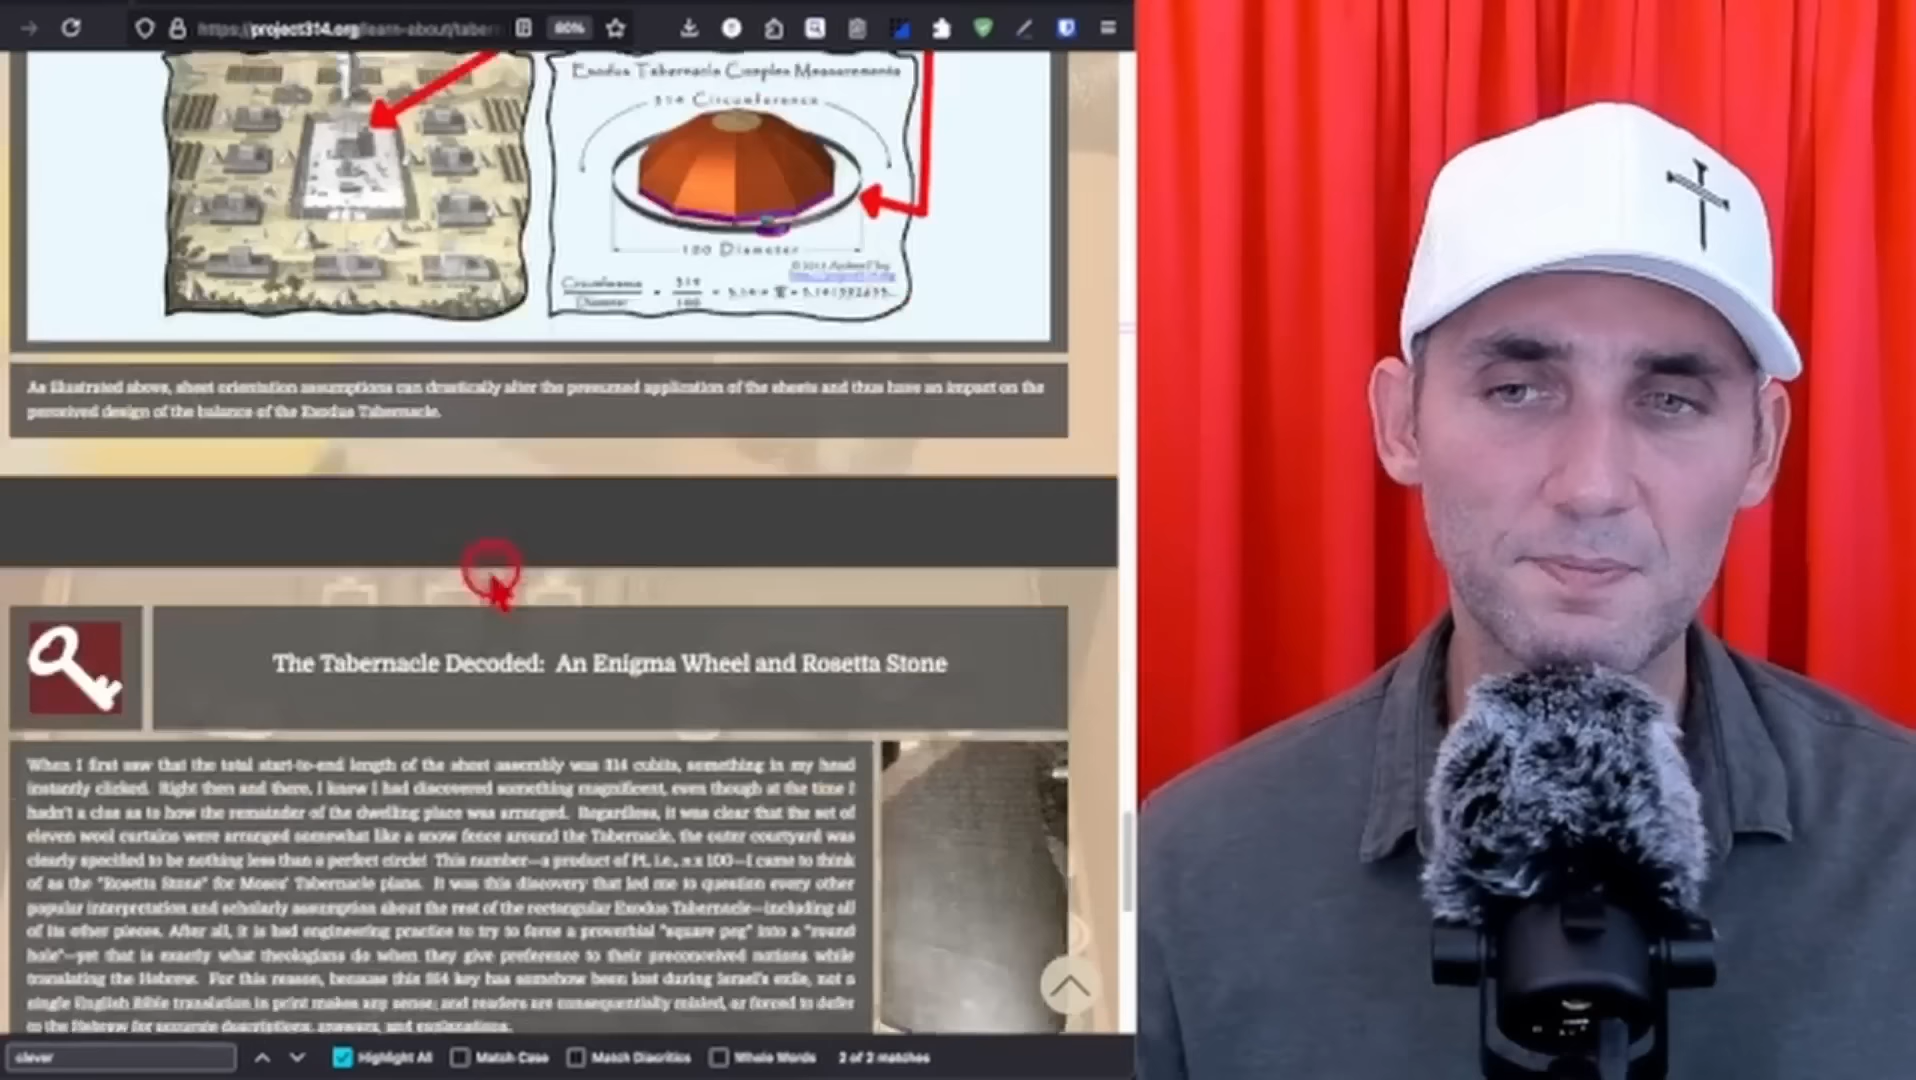 https://project314.org/learn-about/taber
80%
Exodus Tabernacle Complex Measurements
314 Circumference
100 Diameter
Circumference
Diameter
314
100
As illustrated above, sheet orientation assumptions can drastically alter the presumed application of the sheets and thus have an impact on the
perceived design of the balance of the Exodus Tabernacle.
The Tabernacle Decoded: An Enigma Wheel and Rosetta Stone
When I first saw that the total start-to-end length of the sheet assembly was 314 cubits, something in my head
instantly clicked. Right then and there, I knew I had discovered something magnificent, even though at the time I
hadn't a clue as to how the remainder of the dwelling place was arranged. Regardless, it was clear that the set of
eleven wool curtains were arranged somewhat like a snow fence around the Tabernacle, the outer courtyard was
clearly specified to be nothing less than a perfect circle! This number—a product of Pi, i.e., π x 100—I came to think
of as the "Rosetta Stone" for Moses' Tabernacle plans. It was this discovery that led me to question every other
popular interpretation and scholarly assumption about the rest of the rectangular Exodus Tabernacle—including all
of its other pieces. After all, it is bad engineering practice to try to force a proverbial "square peg" into a "round
hole"—yet that is exactly what theologians do when they give preference to their preconceived notions while
translating the Hebrew. For this reason, because this 314 key has somehow been lost during Israel's exile, not a
single English Bible translation in print makes any sense; and readers are consequentially misled, or forced to defer
to the Hebrew for accurate descriptions, answers, and explanations.
clever
Highlight All
Match Case
Match Diacritics
Whole Words
2 of 2 matches